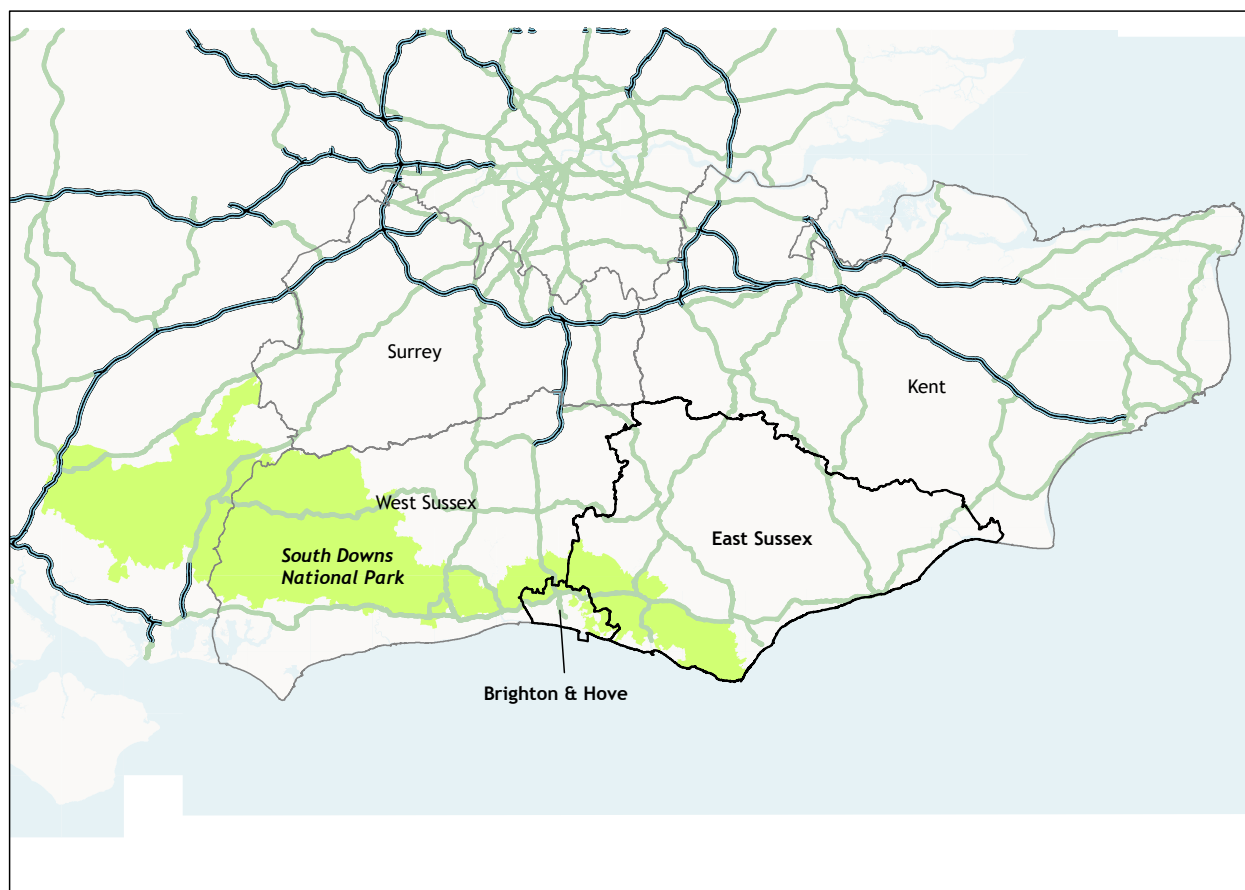 Surrey
Kent
West Sussex
East Sussex
South Downs
National Park
Brighton & Hove